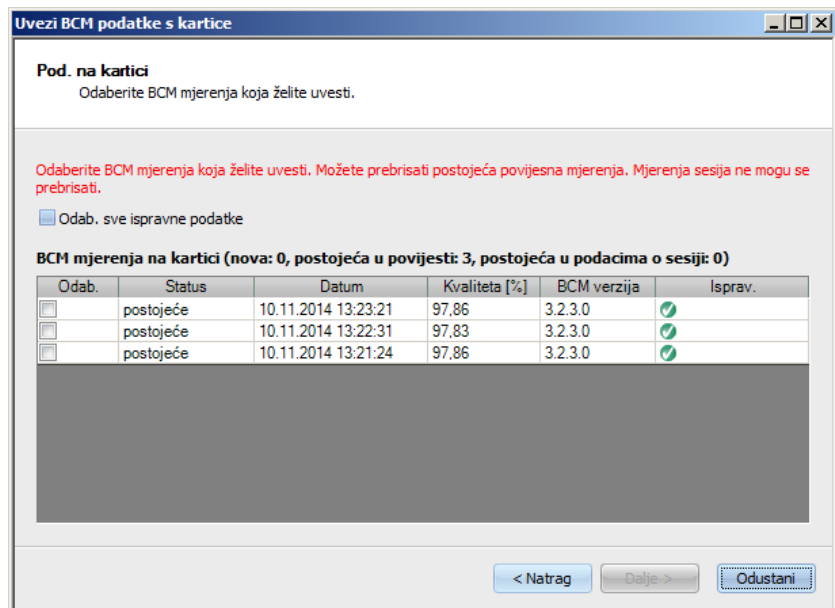 Uvezi BCM podatke s kartice
Pod. na kartici
Odaberite BCM mjerenja koja želite uvesti.
Odaberite BCM mjerenja koja želite uvesti. Možete prebrisati postojeća povijesna mjerenja. Mjerenja sesija ne mogu se
prebrisati.
Odab. sve ispravne podatke
BCM mjerenja na kartici (nova: 0, postojeća u povijesti: 3, postojeća u podacima o sesiji: 0)
Odab. Status Datum Kvaliteta [%] BCM verzija Isprav.
postojeće 10.11.2014 13:23:21 97,86 3.2.3.0
postojeće 10.11.2014 13:22:31 97,83 3.2.3.0
postojeće 10.11.2014 13:21:24 97,86 3.2.3.0
< Natrag Dalje > Odustani